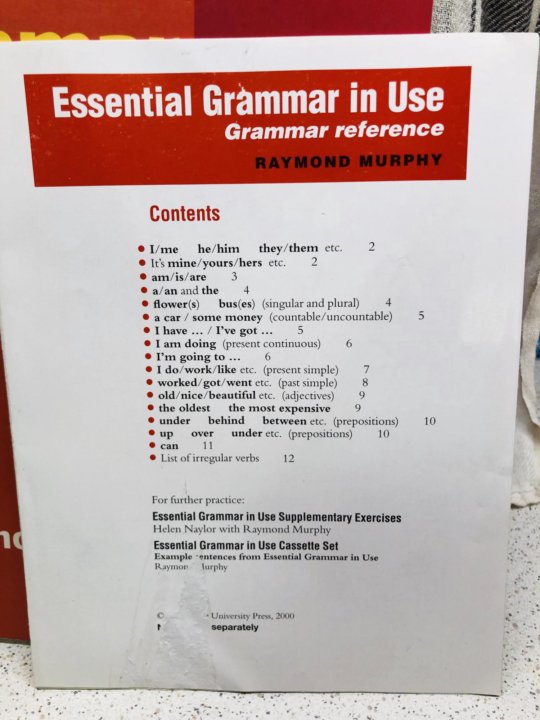 Essential Grammar in Use
Grammar reference
RAYMOND MURPHY
Contents
• I/me he/him they/them etc. 2
• It's mine/yours/hers etc. 2
• am/is/are 3
• a/an and the 4
• flower(s) bus(es) (singular and plural) 4
• a car / some money (countable/uncountable) 5
• I have ... / I've got ... 5
• I am doing (present continuous) 6
• I'm going to ... 6
• I do/work/like etc. (present simple) 7
• worked/got/went etc. (past simple) 8
• old/nice/beautiful etc. (adjectives) 9
• the oldest the most expensive 9
• under behind between etc. (prepositions) 10
• up over under etc. (prepositions) 10
• can 11
• List of irregular verbs 12
For further practice:
Essential Grammar in Use Supplementary Exercises
Helen Naylor with Raymond Murphy
Essential Grammar in Use Cassette Set
Example sentences from Essential Grammar in Use
Raymond Murphy
© University Press, 2000
separately